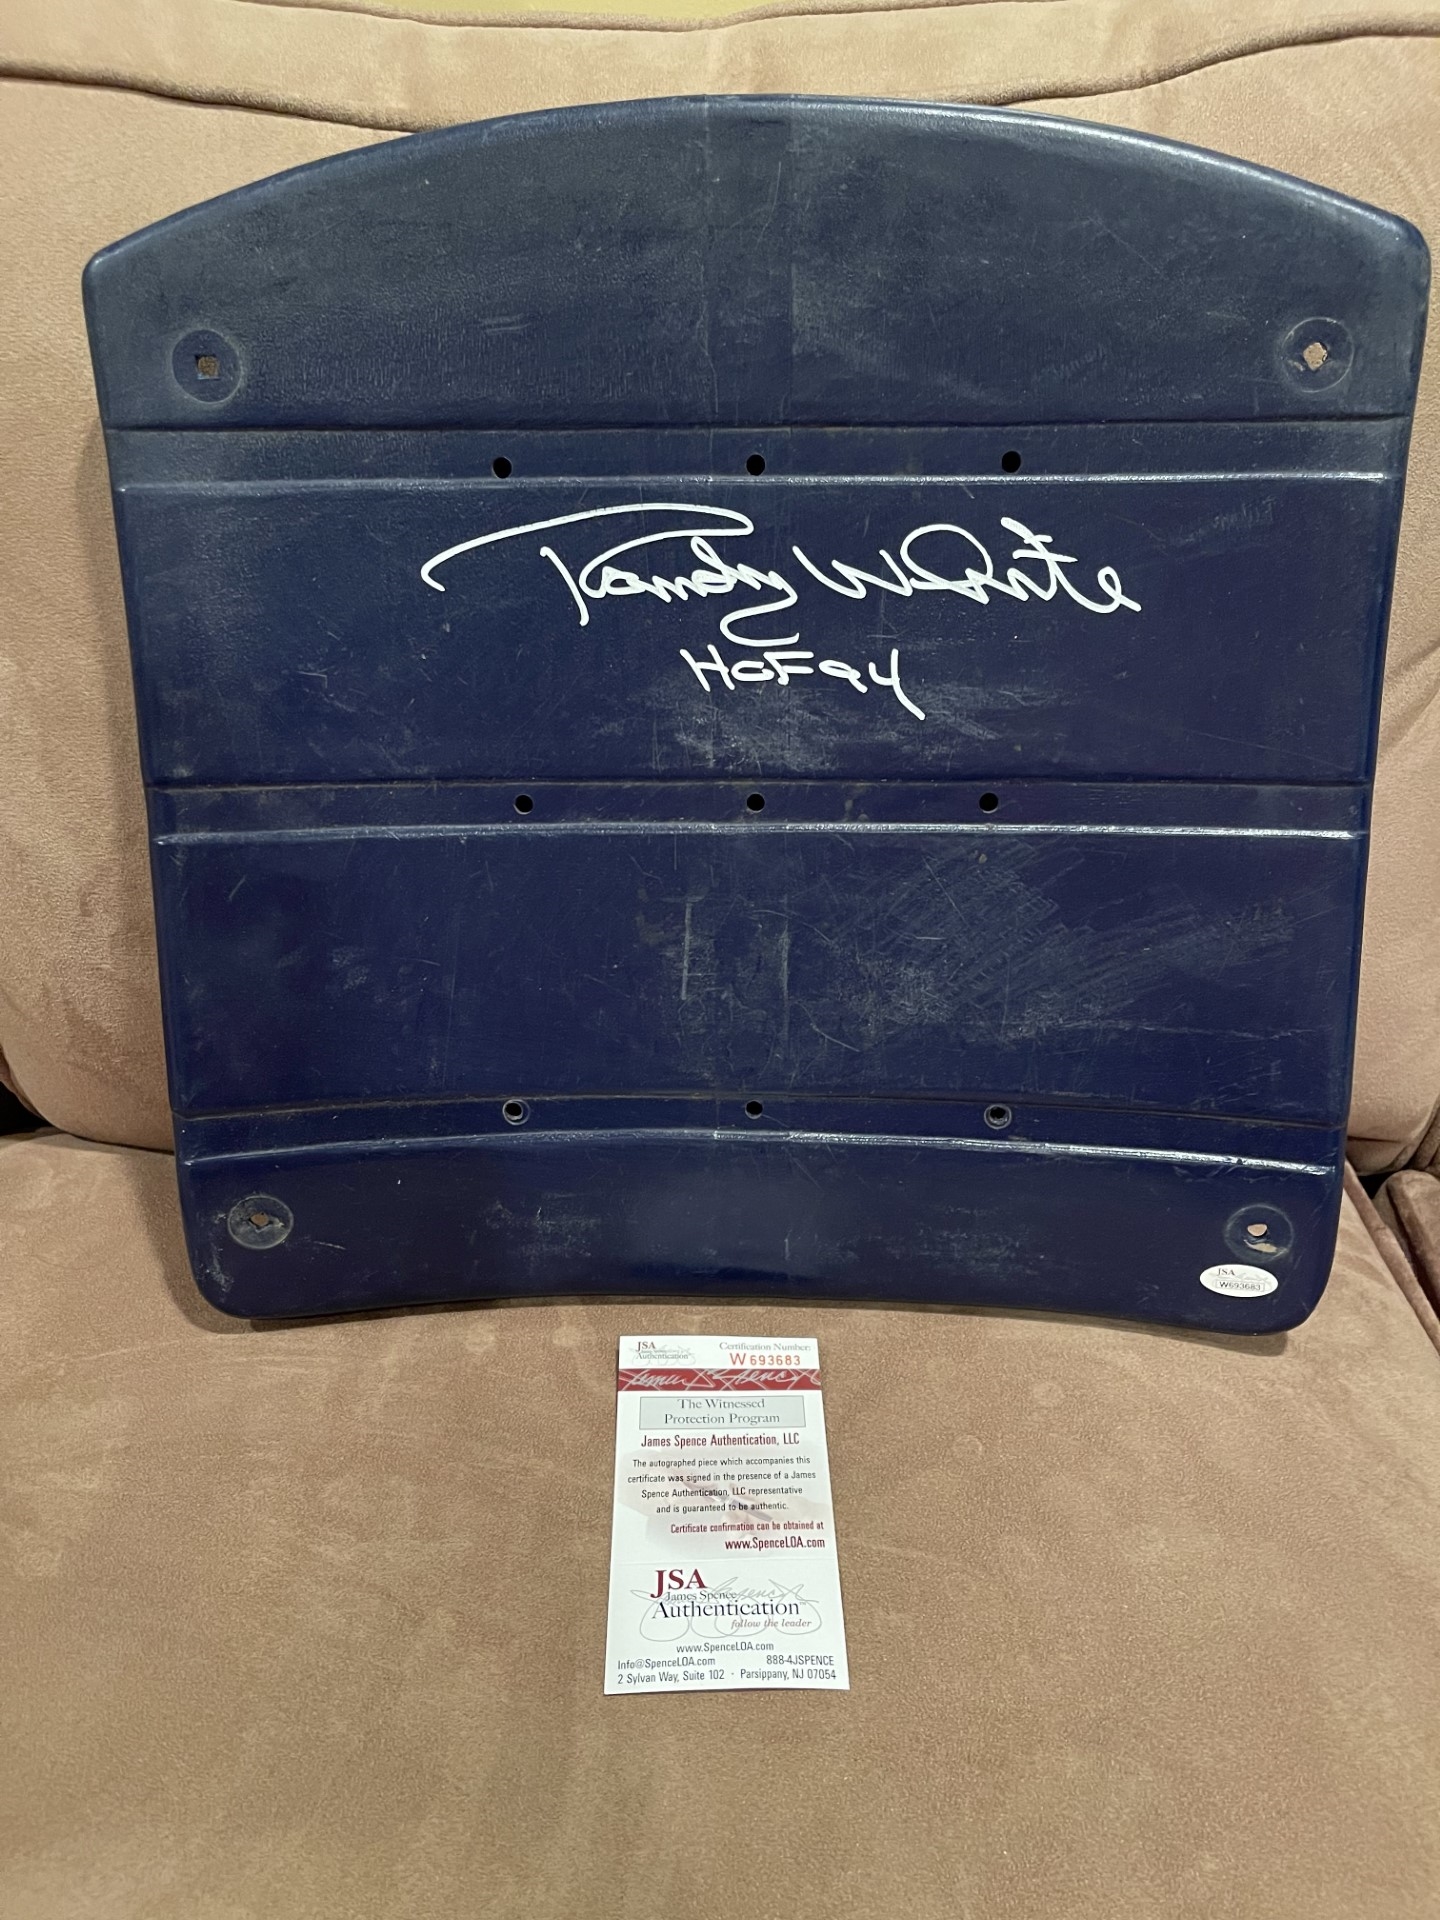 Randy White
HOF 94
JSA
W693683
JSA
Authentication
Certification Number:
W 693683
The Witnessed
Protection Program
James Spence Authentication, LLC
The autographed piece which accompanies this
certificate was signed in the presence of a James
Spence Authentication, LLC representative
and is guaranteed to be authentic.
Certificate confirmation can be obtained at
www.SpenceLOA.com
JSA
James Spence
Authentication™
follow the leader
www.SpenceLOA.com
Info@SpenceLOA.com 888-4JSPENCE
2 Sylvan Way, Suite 102 · Parsippany, NJ 07054